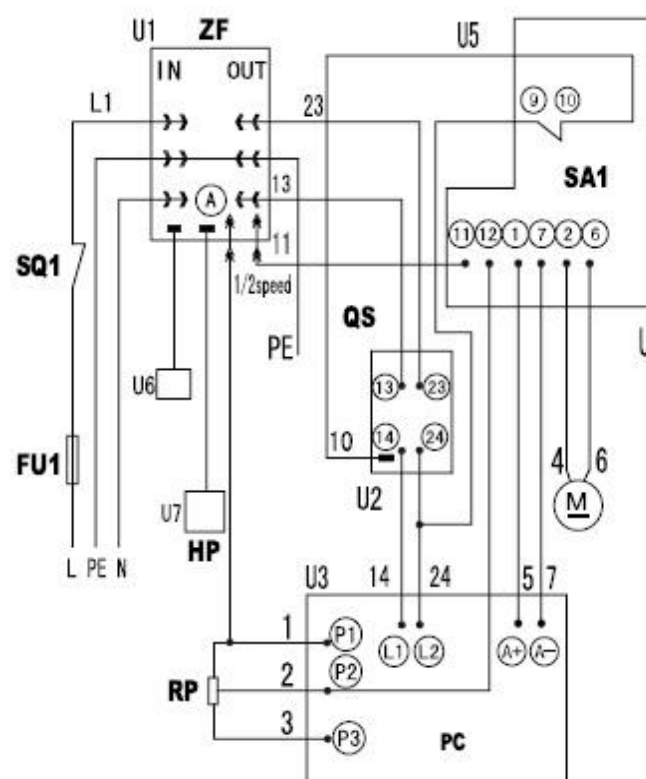 U1 ZF
U5
IN OUT
L1
23
9 10
SA1
13
A
11
11 12 1 7 2 6
SQ1
1/2speed
QS
PE
13 23
U6
10
14 24
4 6
FU1
U2
M
U7
HP
L PE N
U3 14 24 5 7
1
P1
L1 L2 A+ A-
P2
2
RP
3
P3
PC